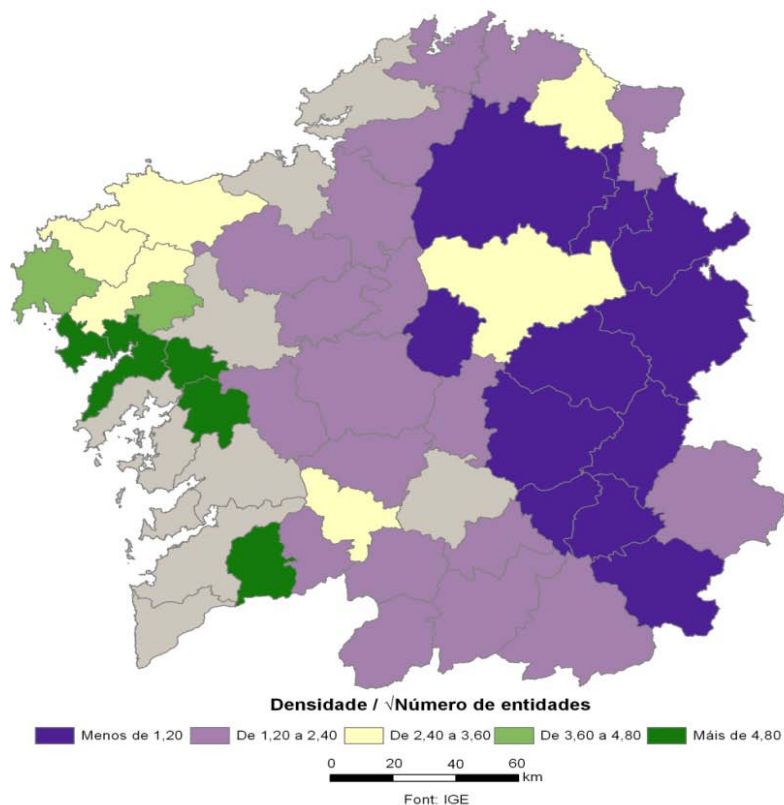 Densidade / √Número de entidades
Menos de 1,20 De 1,20 a 2,40 De 2,40 a 3,60 De 3,60 a 4,80 Máis de 4,80
0 20 40 60
km
Font: IGE